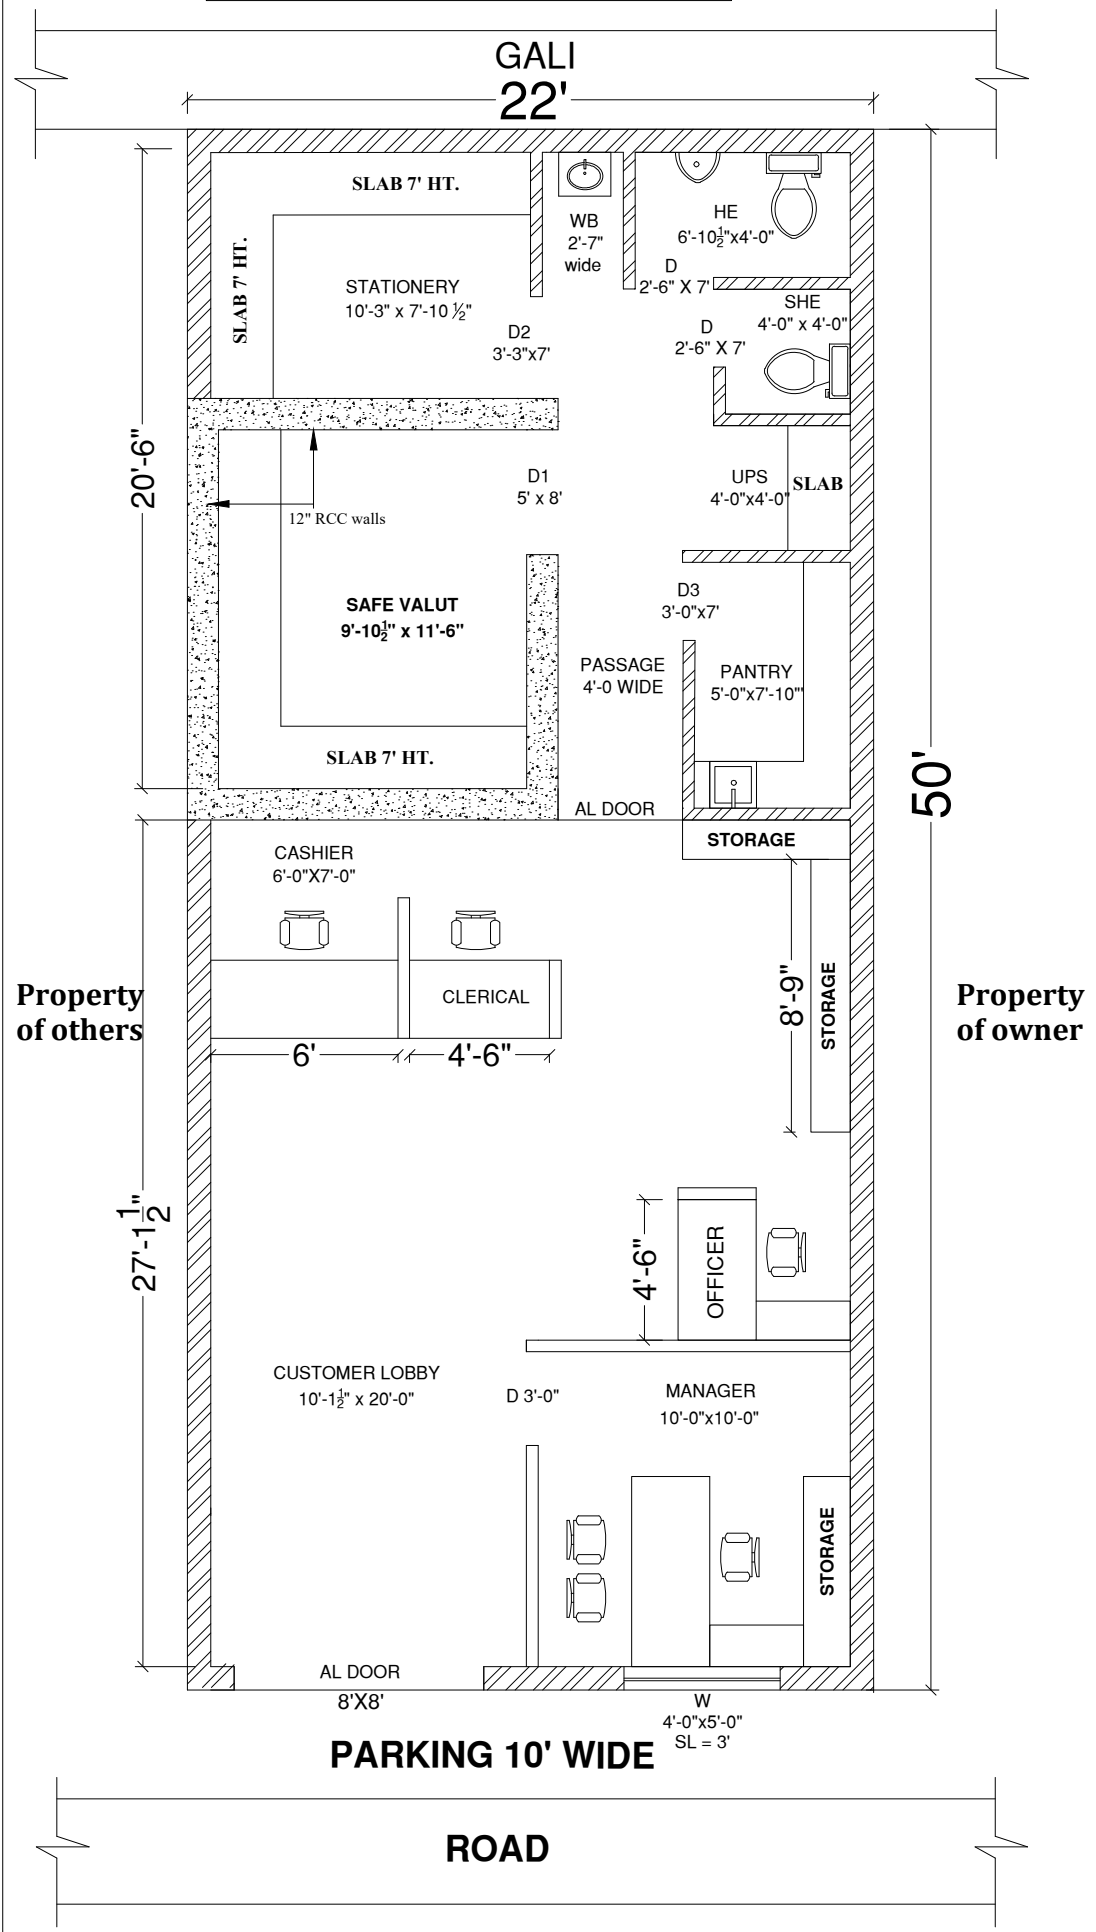 GALI
22'
SLAB 7' HT.
SLAB 7' HT.
STATIONERY
10'-3" x 7'-10 ½"
WB
2'-7"
wide
HE
6'-10½"x4'-0"
D
2'-6" X 7'
SHE
4'-0" x 4'-0"
D
2'-6" X 7'
D2
3'-3"x7'
20'-6"
D1
5' x 8'
UPS
4'-0"x4'-0"
SLAB
12" RCC walls
SAFE VALUT
9'-10½" x 11'-6"
D3
3'-0"x7'
PASSAGE
4'-0 WIDE
PANTRY
5'-0"x7'-10"'
SLAB 7' HT.
50'
AL DOOR
STORAGE
CASHIER
6'-0"X7'-0"
CLERICAL
6'
4'-6"
8'-9"
STORAGE
Property
of others
Property
of owner
27'-1½"
4'-6"
OFFICER
CUSTOMER LOBBY
10'-1½" x 20'-0"
D 3'-0"
MANAGER
10'-0"x10'-0"
STORAGE
AL DOOR
8'X8'
W
4'-0"x5'-0"
SL = 3'
PARKING 10' WIDE
ROAD